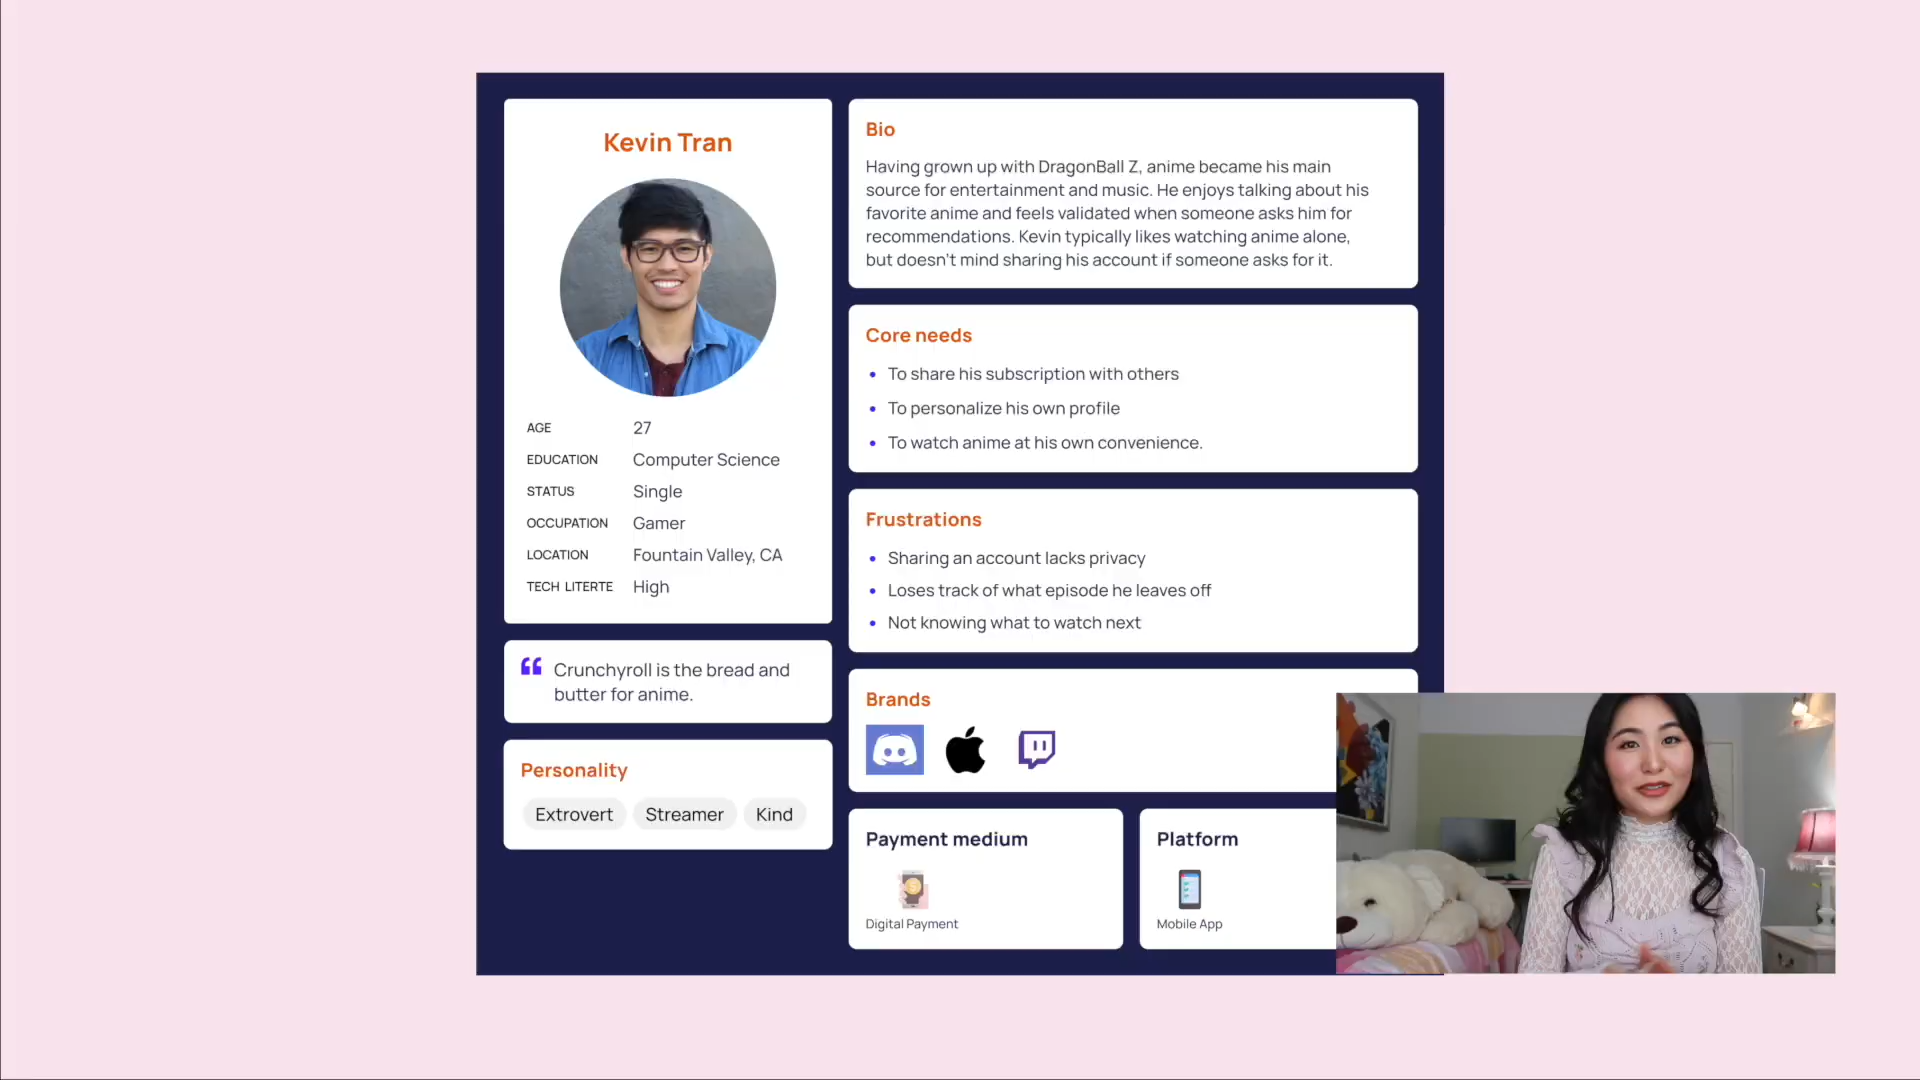 Kevin Tran
AGE 27
EDUCATION Computer Science
STATUS Single
OCCUPATION Gamer
LOCATION Fountain Valley, CA
TECH LITERTE High
Crunchyroll is the bread and
butter for anime.
Personality
Extrovert Streamer Kind
Bio
Having grown up with DragonBall Z, anime became his main
source for entertainment and music. He enjoys talking about his
favorite anime and feels validated when someone asks him for
recommendations. Kevin typically likes watching anime alone,
but doesn't mind sharing his account if someone asks for it.
Core needs
• To share his subscription with others
• To personalize his own profile
• To watch anime at his own convenience.
Frustrations
• Sharing an account lacks privacy
• Loses track of what episode he leaves off
• Not knowing what to watch next
Brands
Payment medium
Digital Payment
Platform
Mobile App